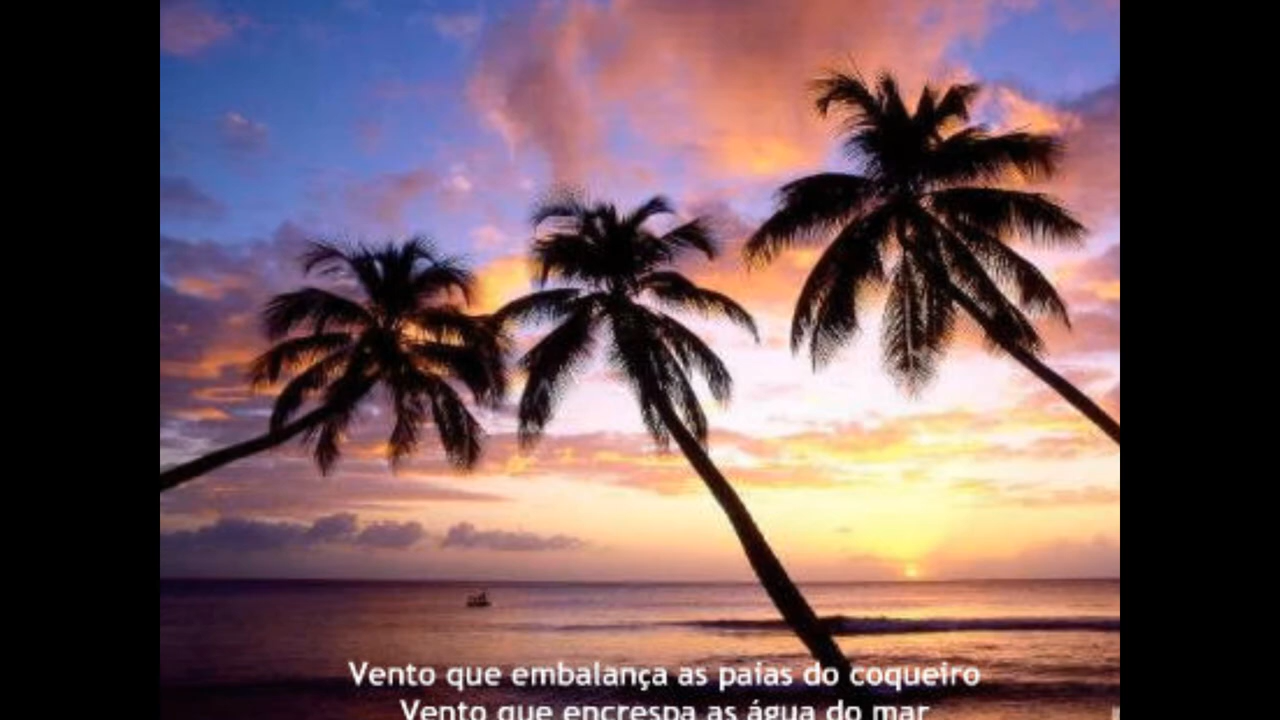 Vento que embalança as paias do coqueiro
Vento que encrespa as água do mar